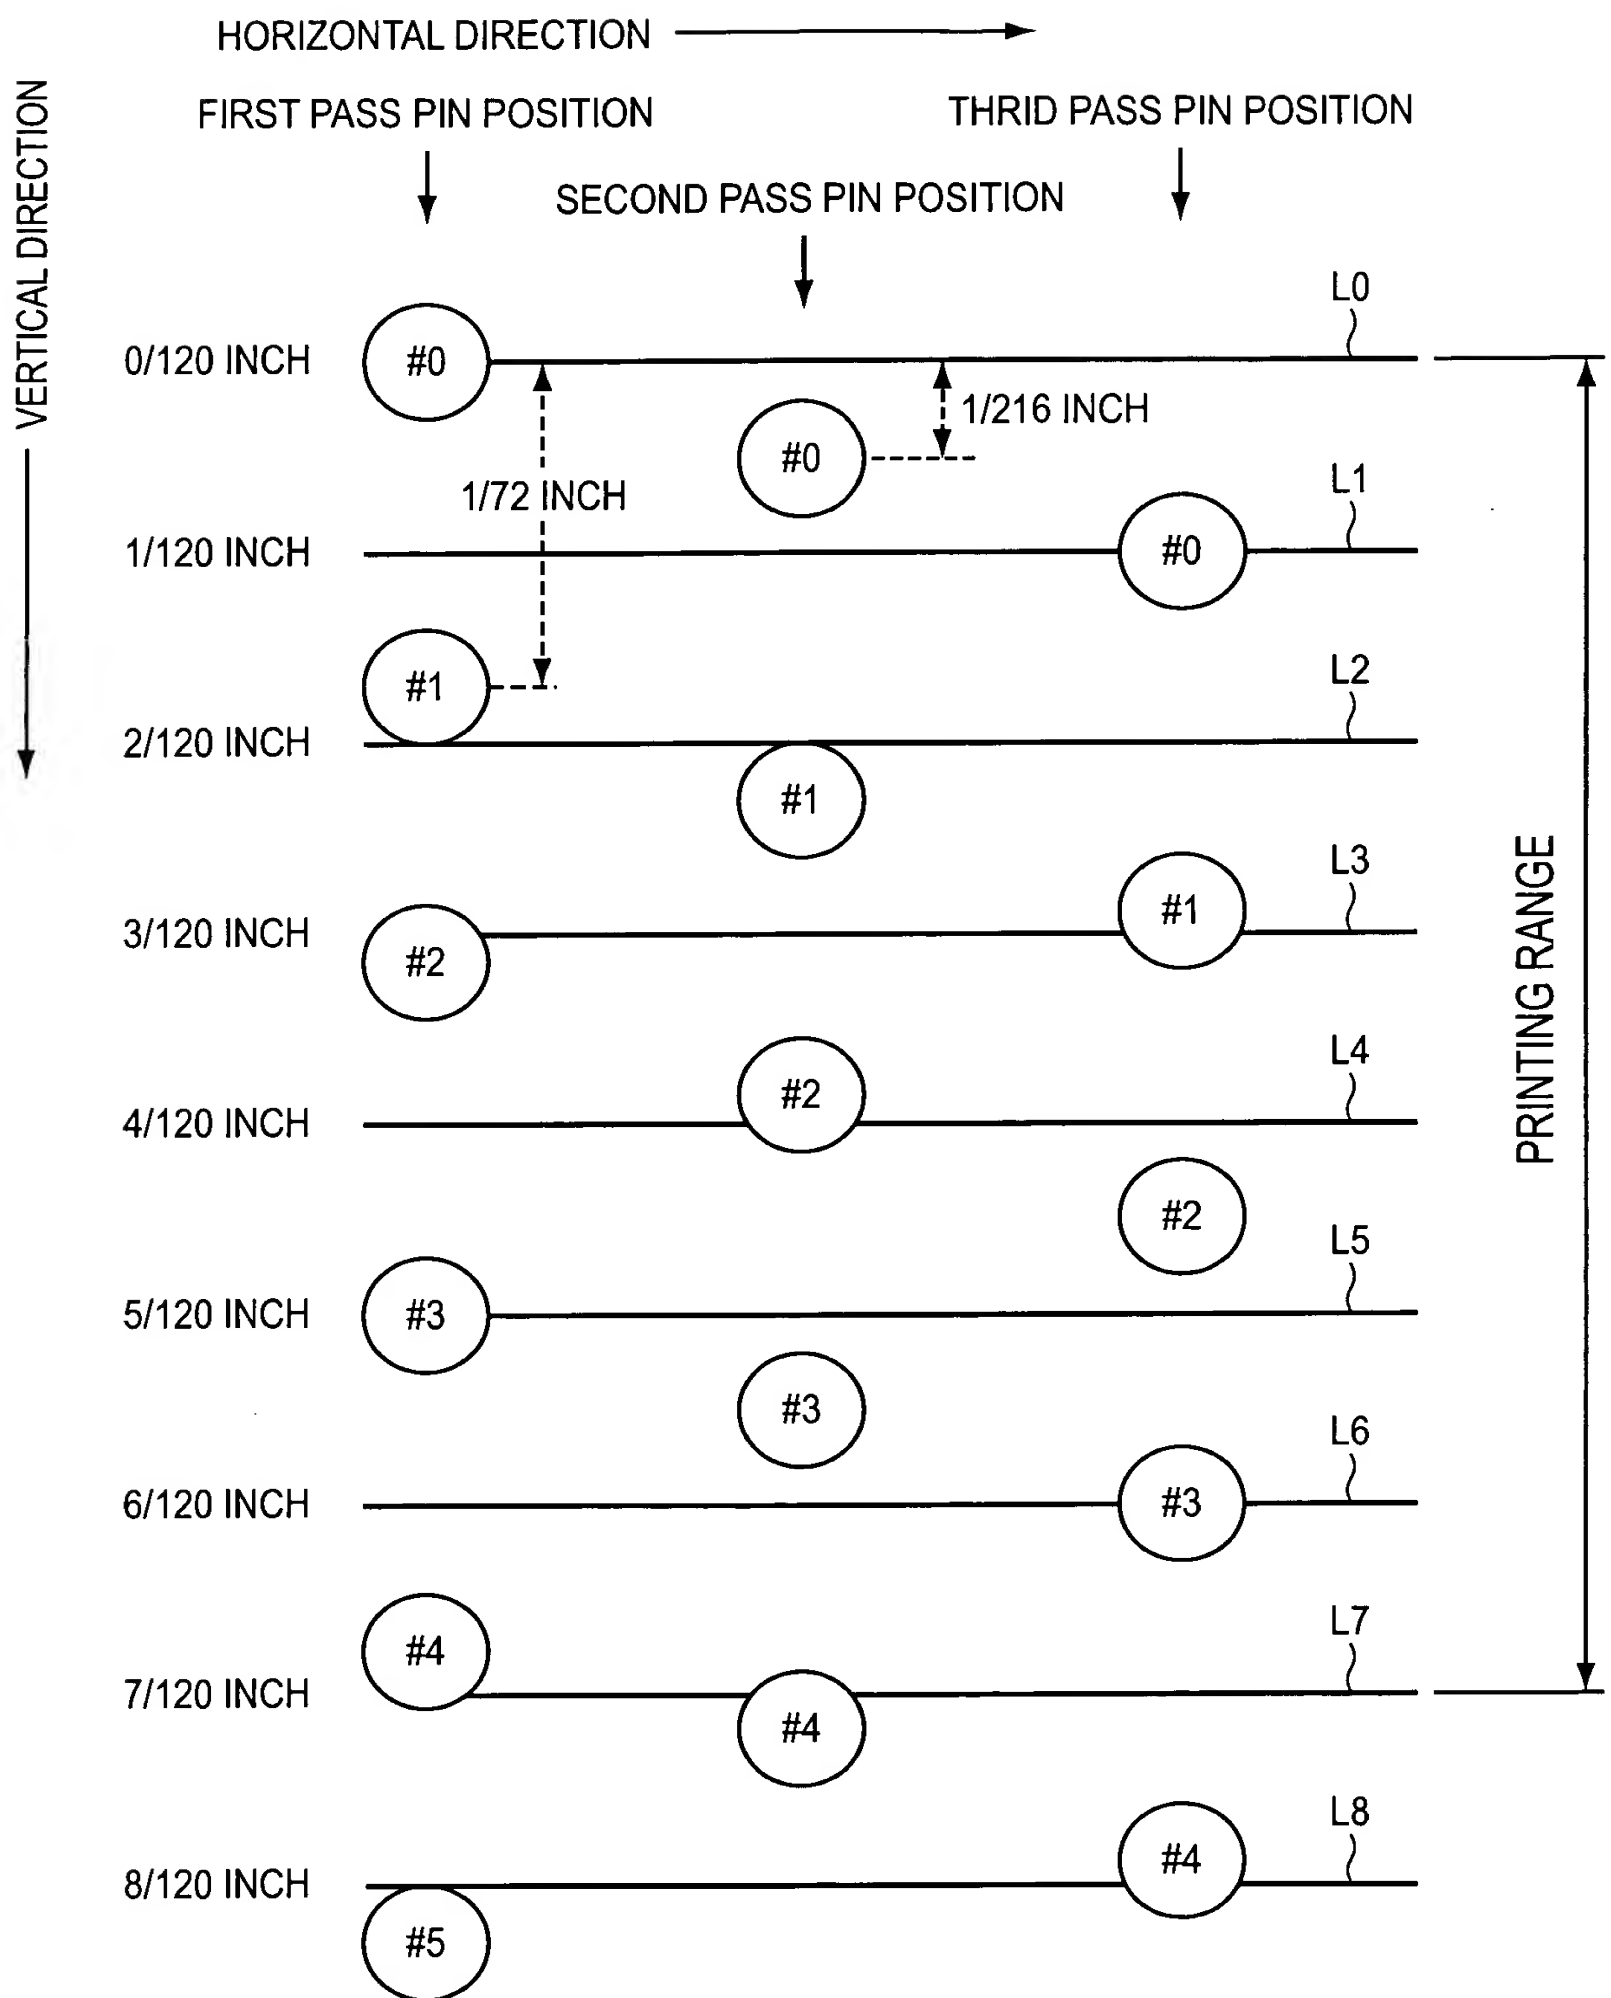 HORIZONTAL DIRECTION
VERTICAL DIRECTION
FIRST PASS PIN POSITION
THRID PASS PIN POSITION
SECOND PASS PIN POSITION
L0
0/120 INCH
#0
1/216 INCH
#0
L1
1/72 INCH
1/120 INCH
#0
L2
#1
2/120 INCH
#1
L3
#1
3/120 INCH
#2
L4
#2
4/120 INCH
#2
L5
5/120 INCH
#3
#3
L6
6/120 INCH
#3
L7
#4
7/120 INCH
#4
L8
#4
8/120 INCH
#5
PRINTING RANGE